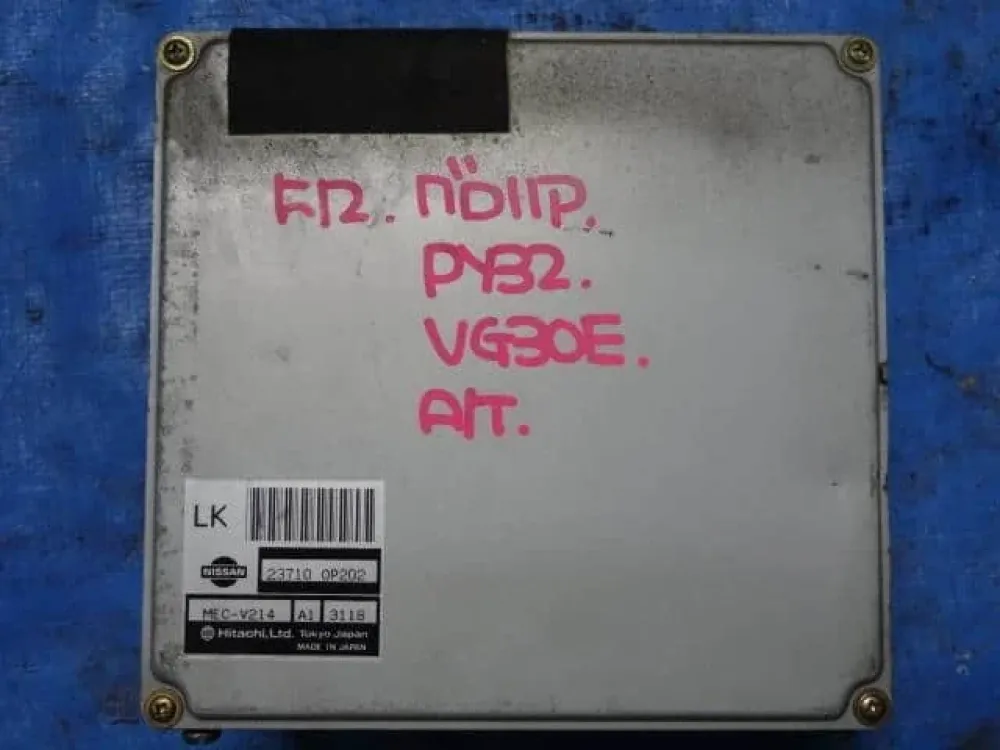 PY32.
VG30E.
A/T.
LK
NISSAN
23710 0P202
MEC-V214 A1 3118
Hitachi, Ltd. Tokyo Japan
MADE IN JAPAN